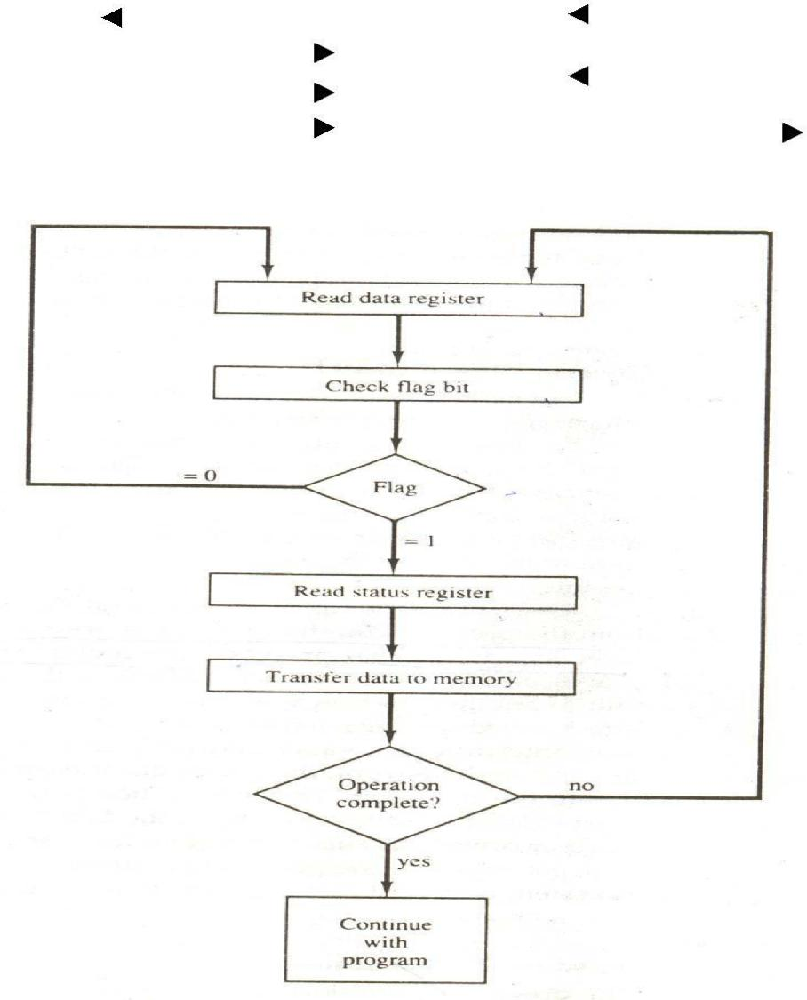 Read data register
Check flag bit
Flag
= 0
= 1
Read status register
Transfer data to memory
Operation
complete?
no
yes
Continue
with
program